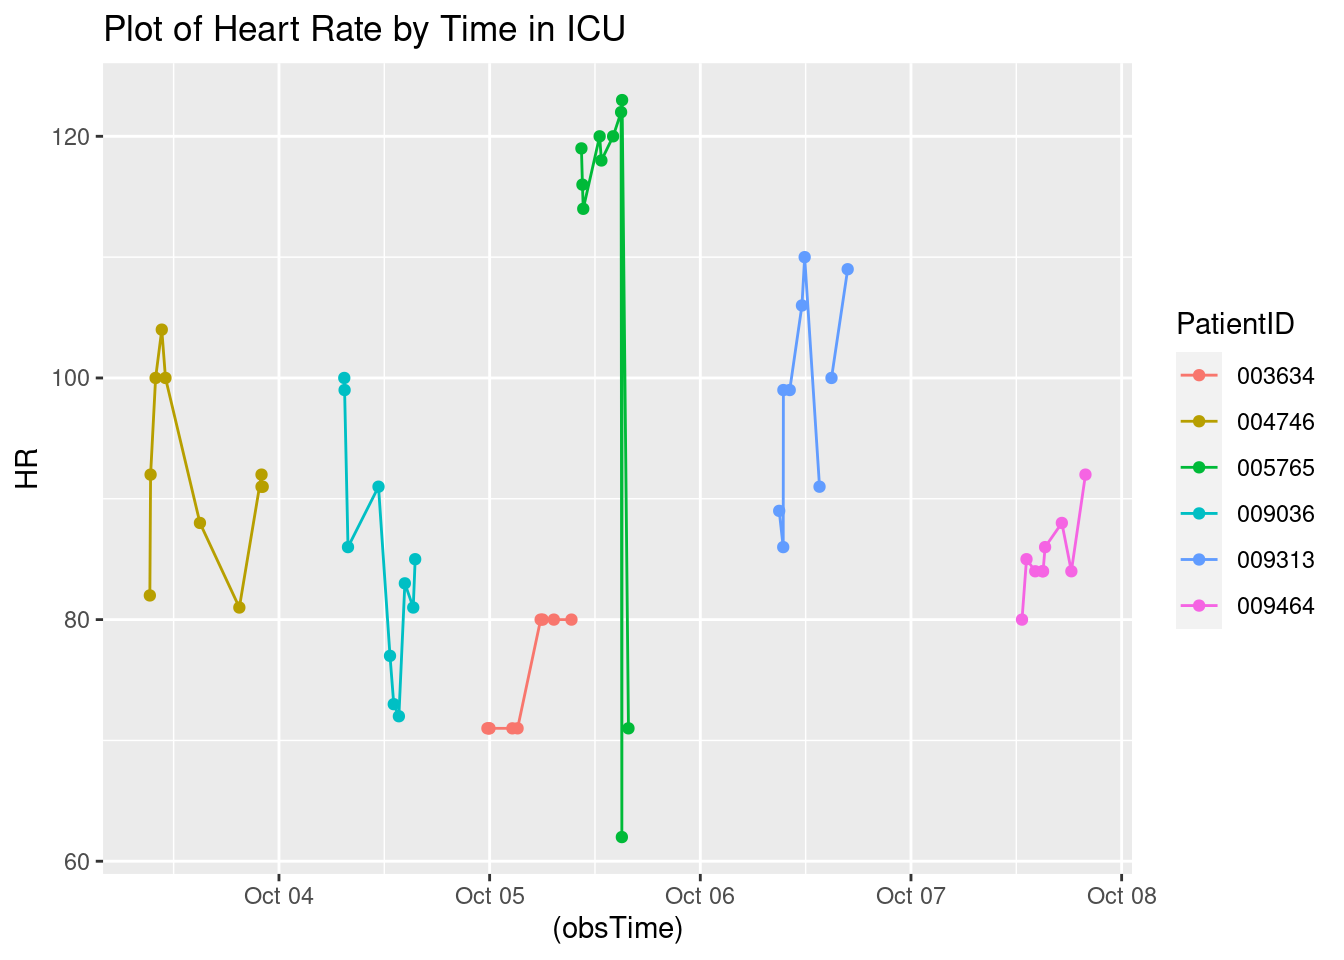 Plot of Heart Rate by Time in ICU
120
100
80
60
HR
Oct 04
Oct 05
Oct 06
Oct 07
Oct 08
(obsTime)
PatientID
003634
004746
005765
009036
009313
009464